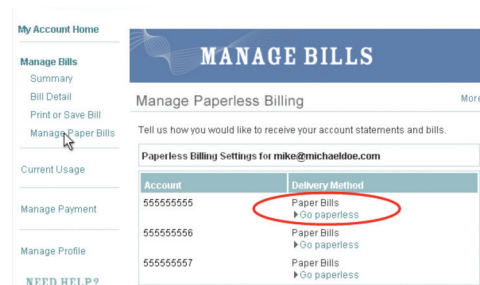 My Account Home
Manage Bills
Summary
Bill Detail
Print or Save Bill
Manage Paper Bills
Current Usage
Manage Payment
Manage Profile
NEED HELP?
MANAGE BILLS
Manage Paperless Billing
More
Tell us how you would like to receive your account statements and bills.
Paperless Billing Settings for mike@michaeldoe.com
Account Delivery Method
555555555 Paper Bills
Go paperless
555555556 Paper Bills
Go paperless
555555557 Paper Bills
Go paperless